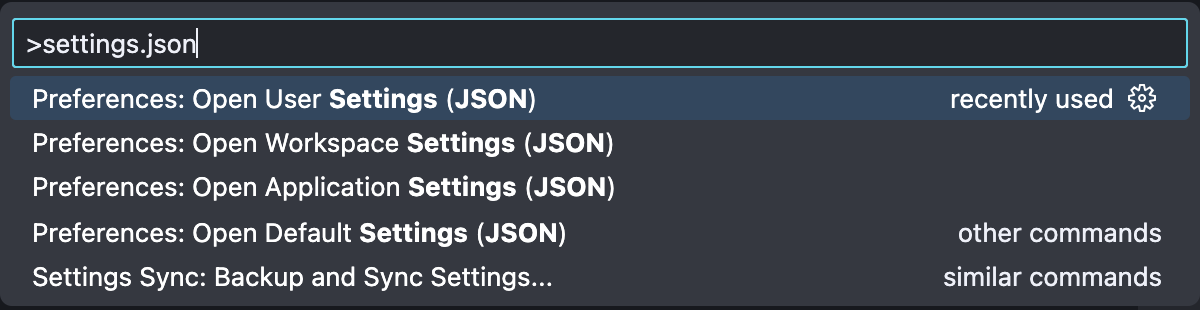 >settings.json
Preferences: Open User Settings (JSON) recently used
Preferences: Open Workspace Settings (JSON)
Preferences: Open Application Settings (JSON)
Preferences: Open Default Settings (JSON) other commands
Settings Sync: Backup and Sync Settings... similar commands